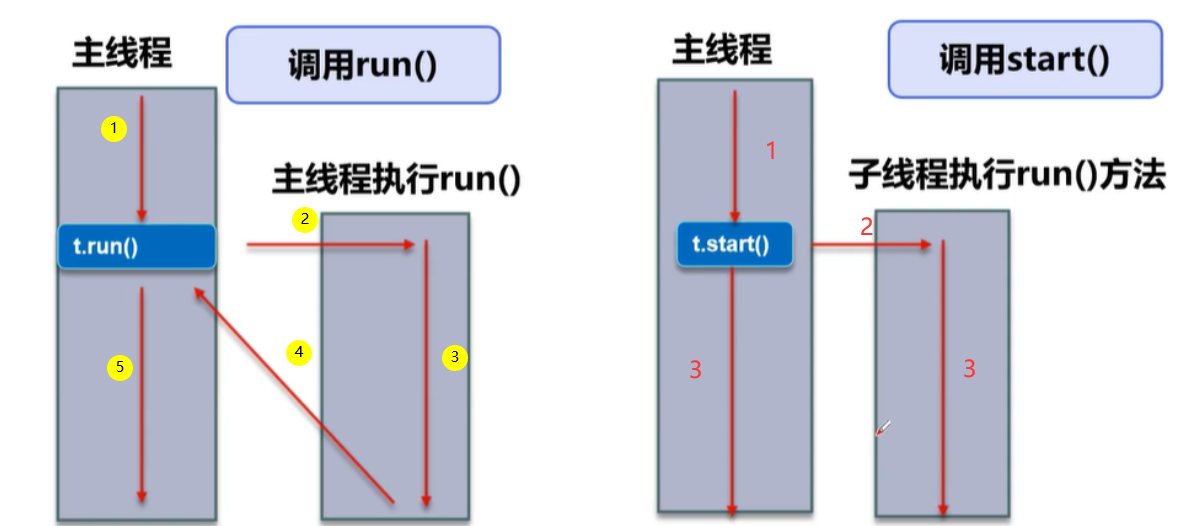 主线程
调用run()
1
主线程执行run()
2
t.run()
4
3
5
主线程
调用start()
1
子线程执行run()方法
2
t.start()
3
3